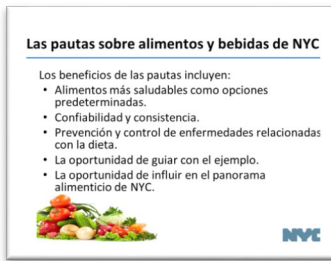 Las pautas sobre alimentos y bebidas de NYC
Los beneficios de las pautas incluyen:
• Alimentos más saludables como opciones
predeterminadas.
• Confiabilidad y consistencia.
• Prevención y control de enfermedades relacionadas
con la dieta.
• La oportunidad de guiar con el ejemplo.
• La oportunidad de influir en el panorama
alimenticio de NYC.
NYC